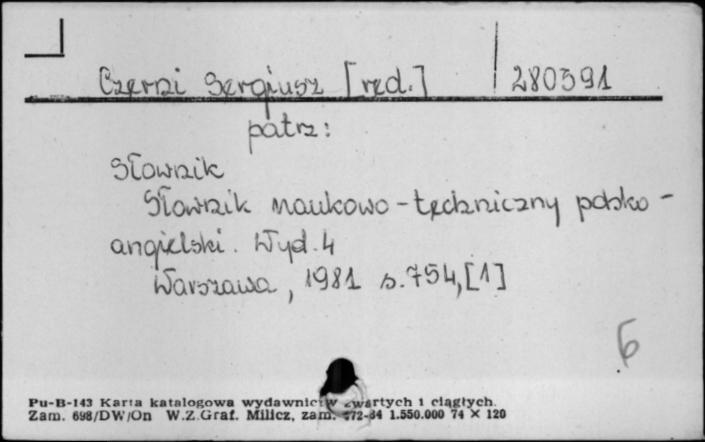 Czerni Sergiusz [red.] 280591
patrz:
Słownik
Słownik naukowo-techniczny polsko-
angielski. Wyd. 4
Warszawa, 1981 s. 754,[1]
6
Pu-B-143 Karta katalogowa wydawnictw zwartych i ciągłych.
Zam. 698/DW/On W.Z.Graf. Milicz, zam. 772-84 1.550.000 74 × 120